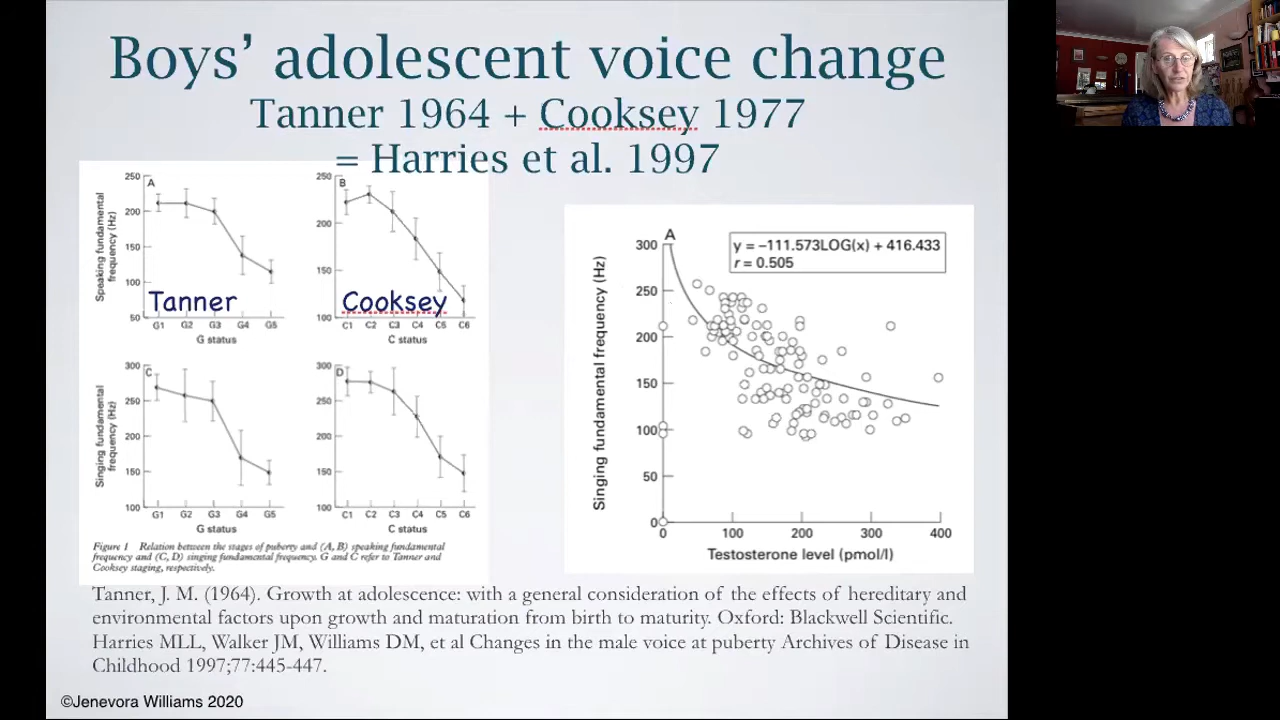 Boys' adolescent voice change
Tanner 1964 + Cooksey 1977
= Harries et al. 1997
A
250
200
150
100
50
Speaking fundamental
frequency (Hz)
Tanner
G1 G2 G3 G4 G5
G status
B
250
200
150
100
Cooksey
C1 C2 C3 C4 C5 C6
C status
C
300
250
200
150
100
Singing fundamental
frequency (Hz)
G1 G2 G3 G4 G5
G status
D
300
250
200
150
100
C1 C2 C3 C4 C5 C6
C status
Figure 1 Relation between the stages of puberty and (A, B) speaking fundamental
frequency and (C, D) singing fundamental frequency. G and C refer to Tanner and
Cooksey staging, respectively.
A
y = –111.573LOG(x) + 416.433
r = 0.505
300
250
200
150
100
50
0
Singing fundamental frequency (Hz)
0 100 200 300 400
Testosterone level (pmol/l)
Tanner, J. M. (1964). Growth at adolescence: with a general consideration of the effects of hereditary and
environmental factors upon growth and maturation from birth to maturity. Oxford: Blackwell Scientific.
Harries MLL, Walker JM, Williams DM, et al Changes in the male voice at puberty Archives of Disease in
Childhood 1997;77:445-447.
©Jenevora Williams 2020